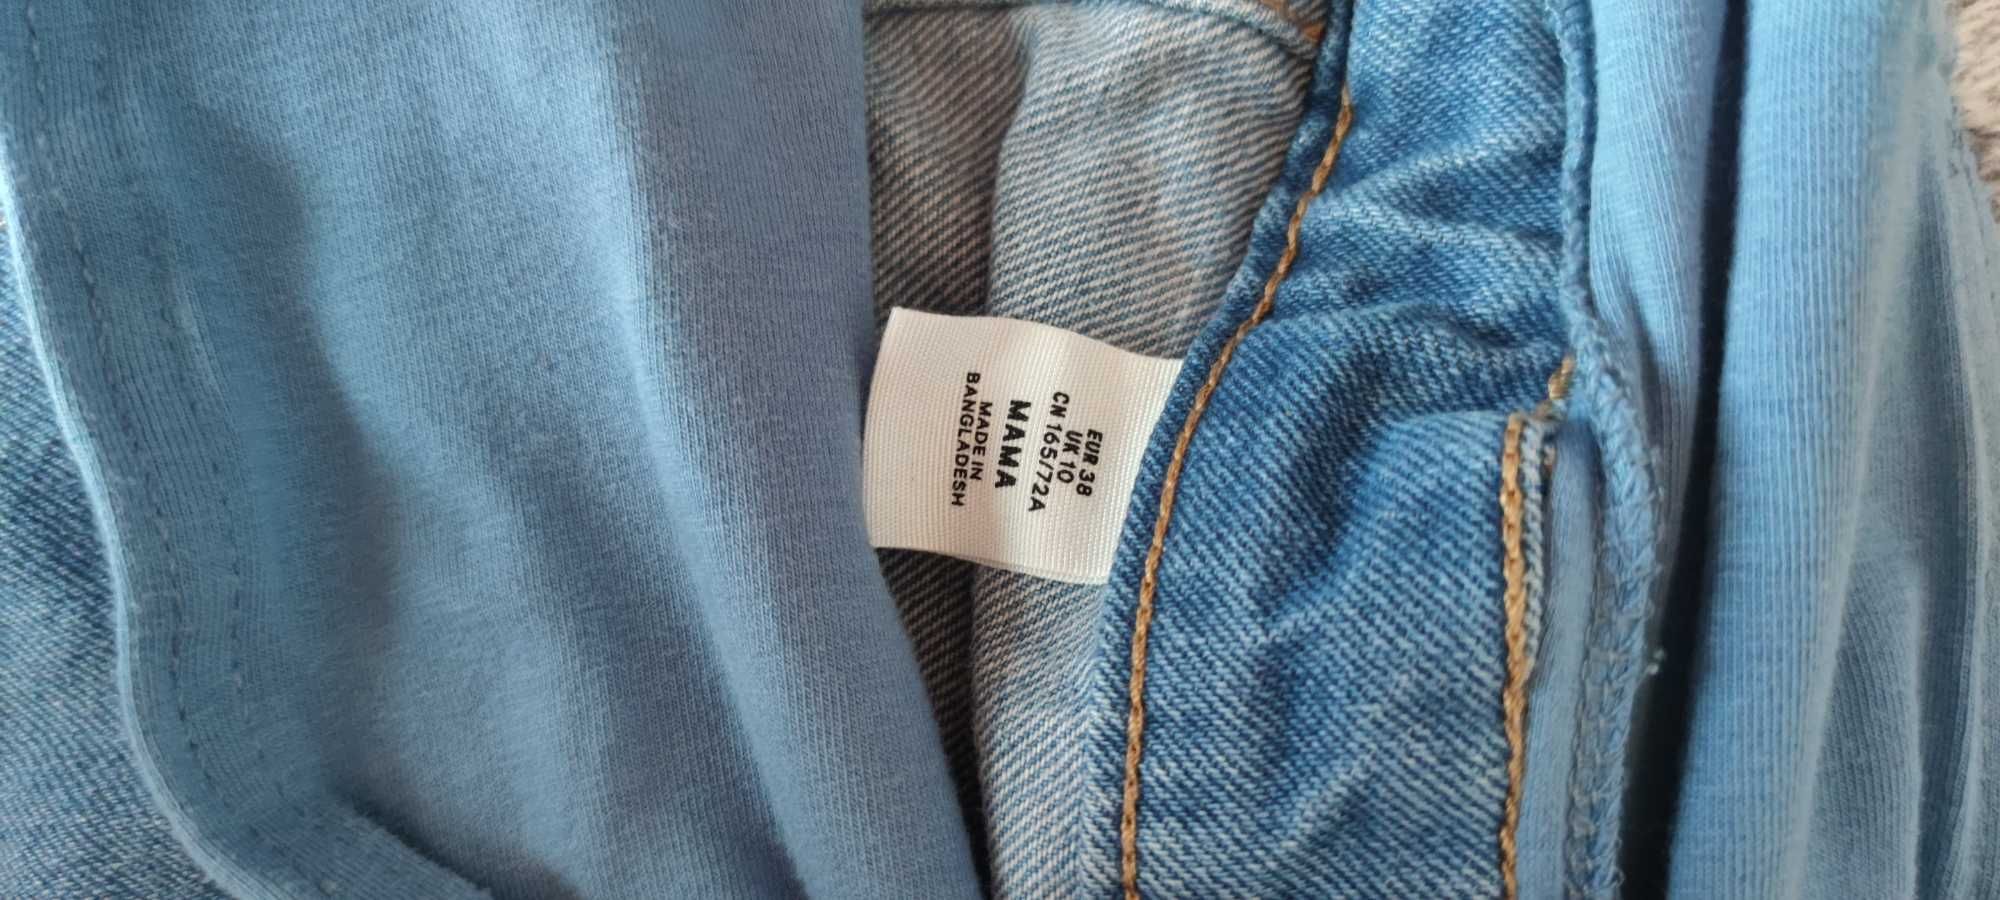 EUR 38
UK 10
CN 165/72A
MAMA
MADE IN
BANGLADESH